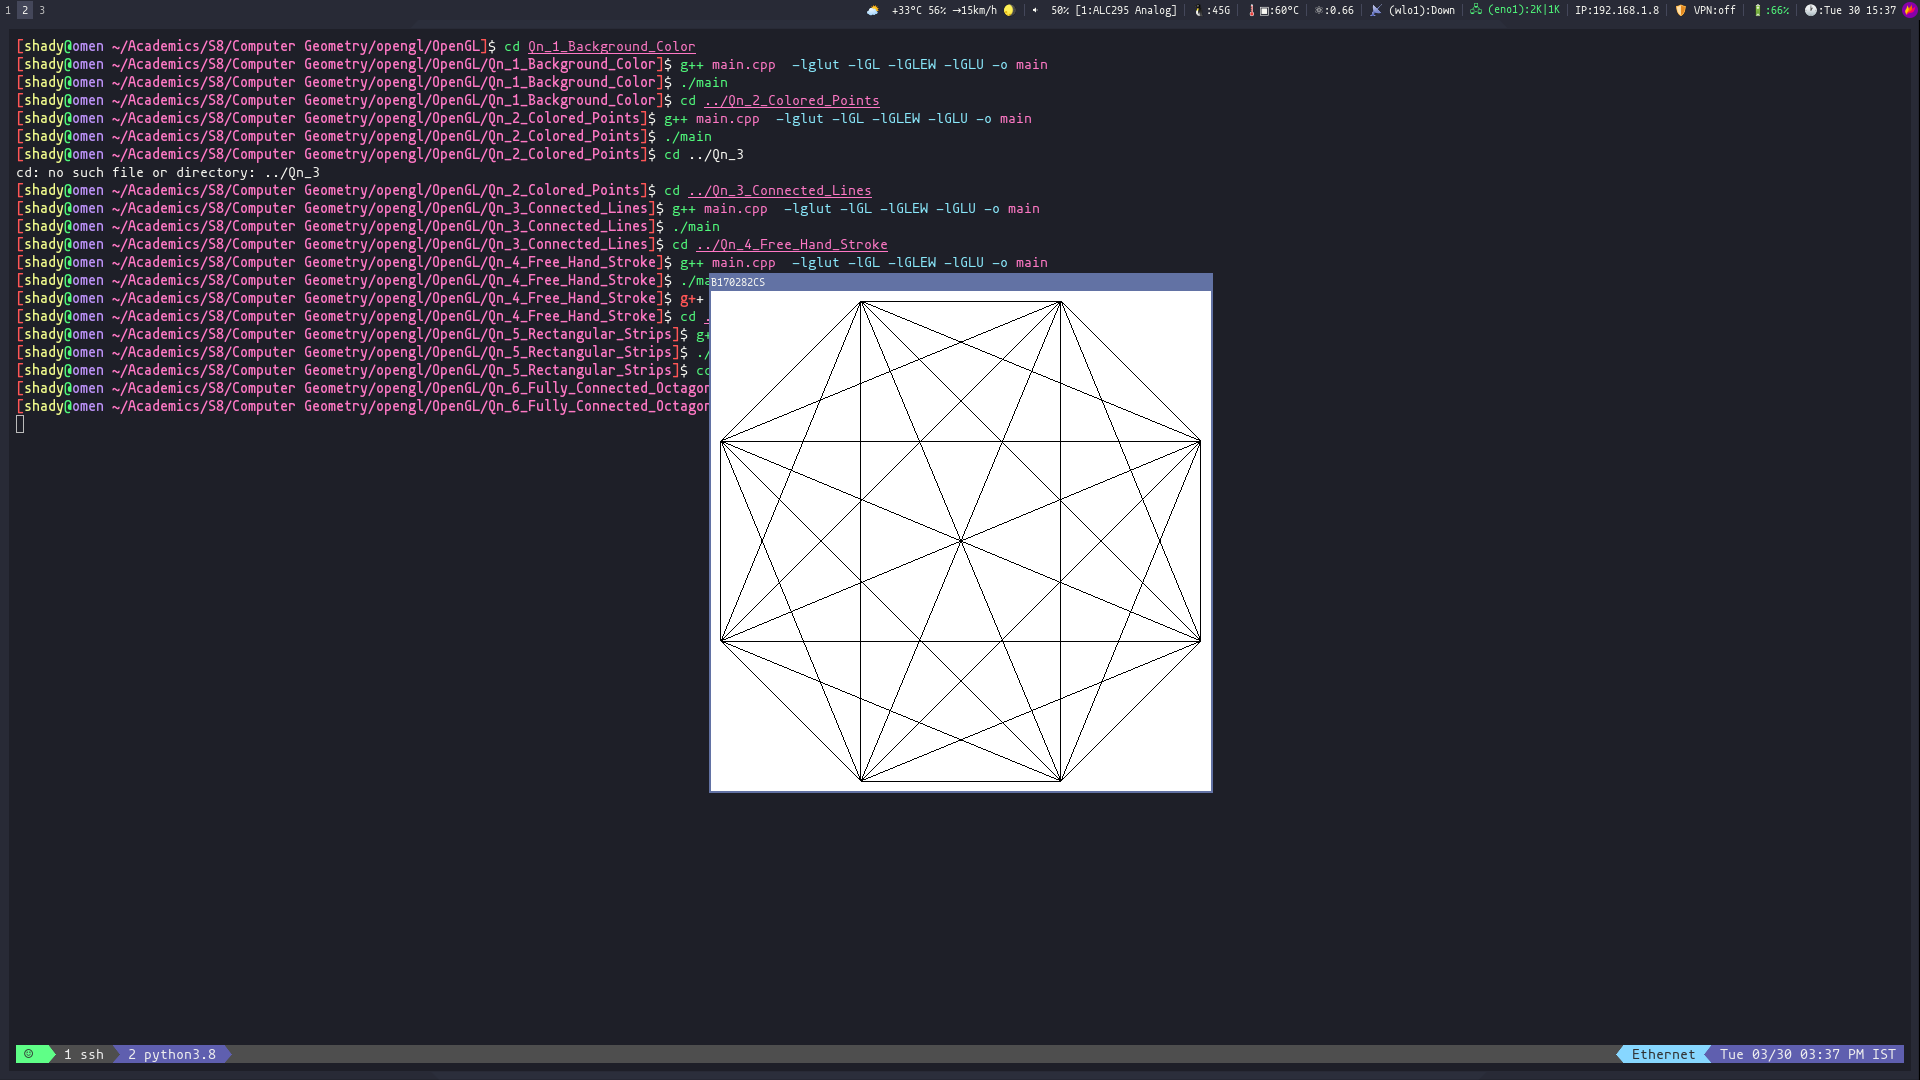 1 2 3 +33°C 56% →15km/h 50% [1:ALC295 Analog] :45G :60°C :0.66 (wlo1):Down (eno1):2K|1K IP:192.168.1.8 VPN:off :66% :Tue 30 15:37
[shady@omen ~/Academics/S8/Computer Geometry/opengl/OpenGL]$ cd Qn_1_Background_Color
[shady@omen ~/Academics/S8/Computer Geometry/opengl/OpenGL/Qn_1_Background_Color]$ g++ main.cpp  -lglut -lGL -lGLEW -lGLU -o main
[shady@omen ~/Academics/S8/Computer Geometry/opengl/OpenGL/Qn_1_Background_Color]$ ./main
[shady@omen ~/Academics/S8/Computer Geometry/opengl/OpenGL/Qn_1_Background_Color]$ cd ../Qn_2_Colored_Points
[shady@omen ~/Academics/S8/Computer Geometry/opengl/OpenGL/Qn_2_Colored_Points]$ g++ main.cpp  -lglut -lGL -lGLEW -lGLU -o main
[shady@omen ~/Academics/S8/Computer Geometry/opengl/OpenGL/Qn_2_Colored_Points]$ ./main
[shady@omen ~/Academics/S8/Computer Geometry/opengl/OpenGL/Qn_2_Colored_Points]$ cd ../Qn_3
cd: no such file or directory: ../Qn_3
[shady@omen ~/Academics/S8/Computer Geometry/opengl/OpenGL/Qn_2_Colored_Points]$ cd ../Qn_3_Connected_Lines
[shady@omen ~/Academics/S8/Computer Geometry/opengl/OpenGL/Qn_3_Connected_Lines]$ g++ main.cpp  -lglut -lGL -lGLEW -lGLU -o main
[shady@omen ~/Academics/S8/Computer Geometry/opengl/OpenGL/Qn_3_Connected_Lines]$ ./main
[shady@omen ~/Academics/S8/Computer Geometry/opengl/OpenGL/Qn_3_Connected_Lines]$ cd ../Qn_4_Free_Hand_Stroke
[shady@omen ~/Academics/S8/Computer Geometry/opengl/OpenGL/Qn_4_Free_Hand_Stroke]$ g++ main.cpp  -lglut -lGL -lGLEW -lGLU -o main
[shady@omen ~/Academics/S8/Computer Geometry/opengl/OpenGL/Qn_4_Free_Hand_Stroke]$ ./ma
B170282CS
[shady@omen ~/Academics/S8/Computer Geometry/opengl/OpenGL/Qn_4_Free_Hand_Stroke]$ g++
[shady@omen ~/Academics/S8/Computer Geometry/opengl/OpenGL/Qn_4_Free_Hand_Stroke]$ cd .
[shady@omen ~/Academics/S8/Computer Geometry/opengl/OpenGL/Qn_5_Rectangular_Strips]$ g+
[shady@omen ~/Academics/S8/Computer Geometry/opengl/OpenGL/Qn_5_Rectangular_Strips]$ ./
[shady@omen ~/Academics/S8/Computer Geometry/opengl/OpenGL/Qn_5_Rectangular_Strips]$ cd
[shady@omen ~/Academics/S8/Computer Geometry/opengl/OpenGL/Qn_6_Fully_Connected_Octagon
[shady@omen ~/Academics/S8/Computer Geometry/opengl/OpenGL/Qn_6_Fully_Connected_Octagon
1 ssh 2 python3.8 Ethernet Tue 03/30 03:37 PM IST